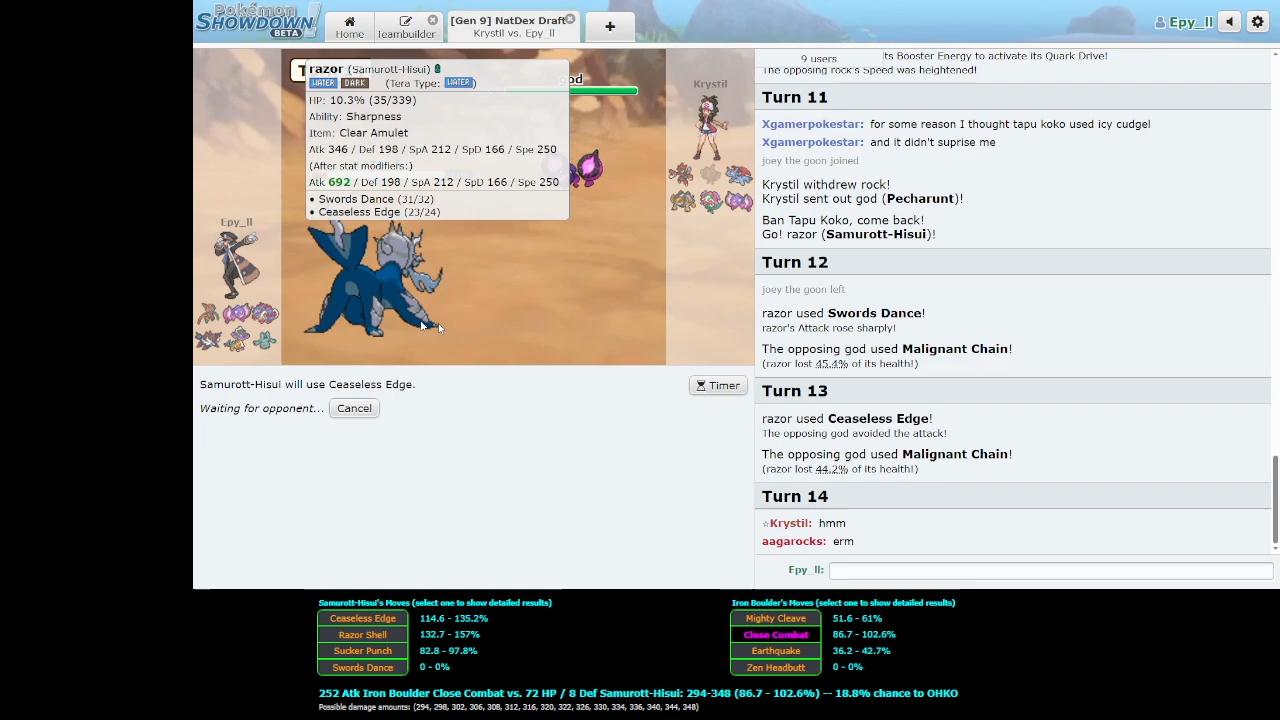 Pokémon
SHOWDOWN!
BETA
Home
Teambuilder
[Gen 9] NatDex Draft
Krystil vs. Epy_ll
Epy_ll
razor (Samurott-Hisui)
WATER DARK (Tera Type: WATER)
HP: 10.3% (35/339)
Ability: Sharpness
Item: Clear Amulet
Atk 346 / Def 198 / SpA 212 / SpD 166 / Spe 250
(After stat modifiers:)
Atk 692 / Def 198 / SpA 212 / SpD 166 / Spe 250
• Swords Dance (31/32)
• Ceaseless Edge (23/24)
Krystil
Epy_ll
Samurott-Hisui will use Ceaseless Edge.
Timer
Waiting for opponent...
Cancel
9 users
its Booster Energy to activate its Quark Drive!
The opposing rock's Speed was heightened!
Turn 11
Xgamerpokestar: for some reason I thought tapu koko used icy cudgel
Xgamerpokestar: and it didn't suprise me
joey the goon joined
Krystil withdrew rock!
Krystil sent out god (Pecharunt)!
Ban Tapu Koko, come back!
Go! razor (Samurott-Hisui)!
Turn 12
joey the goon left
razor used Swords Dance!
razor's Attack rose sharply!
The opposing god used Malignant Chain!
(razor lost 45.4% of its health!)
Turn 13
razor used Ceaseless Edge!
The opposing god avoided the attack!
The opposing god used Malignant Chain!
(razor lost 44.2% of its health!)
Turn 14
☆Krystil: hmm
aagarocks: erm
Epy_ll:
Samurott-Hisui's Moves (select one to show detailed results)
Ceaseless Edge 114.6 - 135.2%
Razor Shell 132.7 - 157%
Sucker Punch 82.8 - 97.8%
Swords Dance 0 - 0%
Iron Boulder's Moves (select one to show detailed results)
Mighty Cleave 51.6 - 61%
Close Combat 86.7 - 102.6%
Earthquake 36.2 - 42.7%
Zen Headbutt 0 - 0%
252 Atk Iron Boulder Close Combat vs. 72 HP / 8 Def Samurott-Hisui: 294-348 (86.7 - 102.6%) -- 18.8% chance to OHKO
Possible damage amounts: (294, 298, 302, 306, 308, 312, 316, 320, 322, 326, 330, 334, 336, 340, 344, 348)